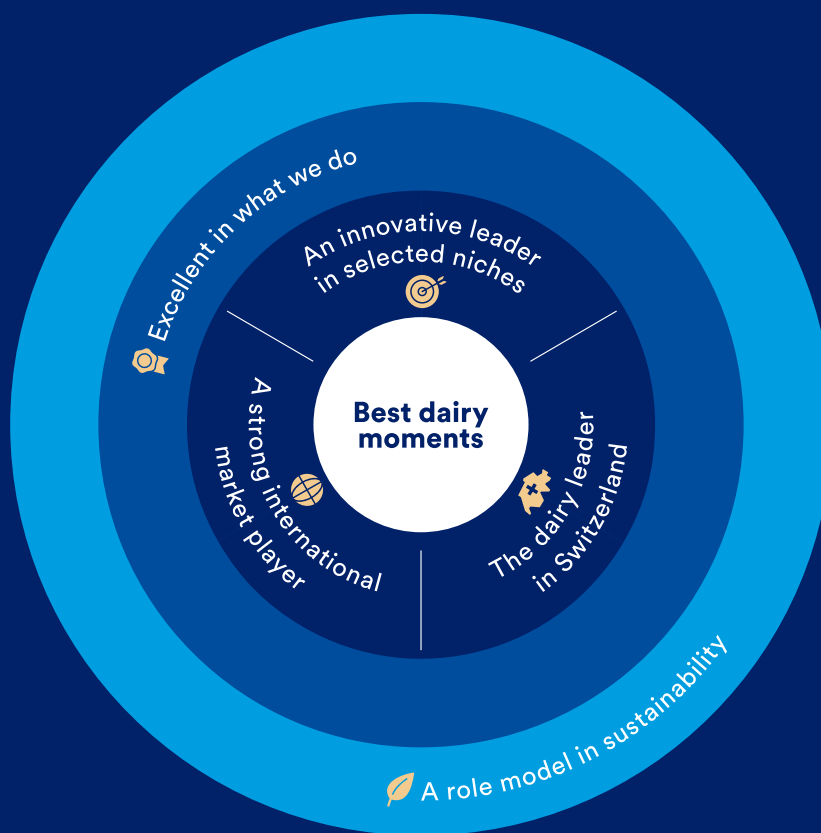 Excellent in what we do
An innovative leader
in selected niches
Best dairy
moments
A strong international
market player
The dairy leader
in Switzerland
A role model in sustainability